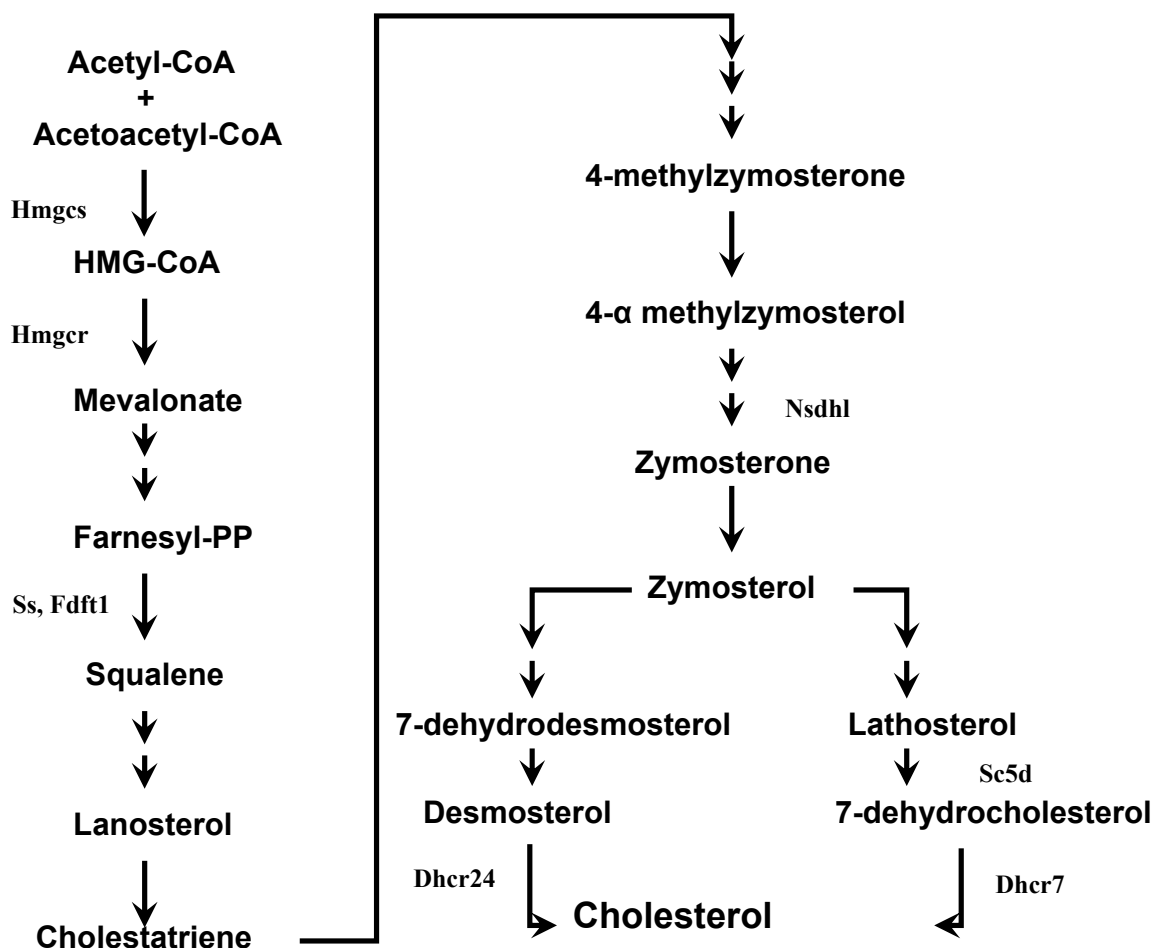 Acetyl-CoA
+
Acetoacetyl-CoA
Hmgcs
HMG-CoA
Hmgcr
Mevalonate
Farnesyl-PP
Ss, Fdft1
Squalene
Lanosterol
Cholestatriene
4-methylzymosterone
4-α methylzymosterol
Nsdhl
Zymosterone
Zymosterol
7-dehydrodesmosterol
Desmosterol
Dhcr24
Lathosterol
Sc5d
7-dehydrocholesterol
Dhcr7
Cholesterol